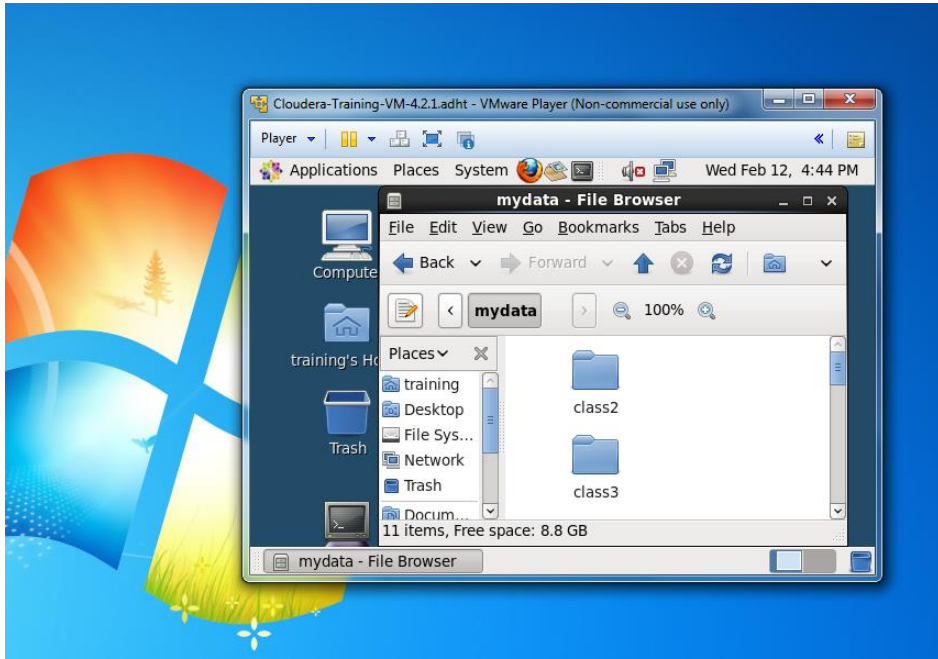 Cloudera-Training-VM-4.2.1.adht - VMware Player (Non-commercial use only)
Player
Applications Places System Wed Feb 12, 4:44 PM
mydata - File Browser
File Edit View Go Bookmarks Tabs Help
Back Forward
mydata 100%
Compute
training's Ho
Trash
Places
training
Desktop
File Sys...
Network
Trash
Docum...
class2
class3
11 items, Free space: 8.8 GB
mydata - File Browser